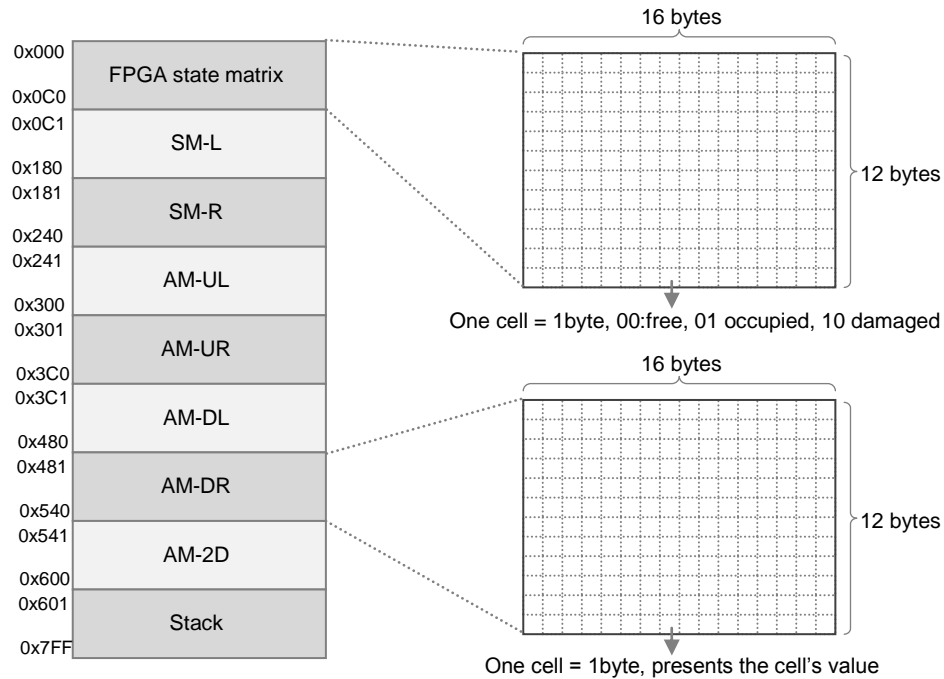 16 bytes
0x000
FPGA state matrix
0x0C0
0x0C1
SM-L
0x180
0x181
SM-R
0x240
0x241
AM-UL
0x300
0x301
AM-UR
0x3C0
0x3C1
AM-DL
0x480
0x481
AM-DR
0x540
0x541
AM-2D
0x600
0x601
Stack
0x7FF
12 bytes
One cell = 1byte, 00:free, 01 occupied, 10 damaged
16 bytes
12 bytes
One cell = 1byte, presents the cell's value